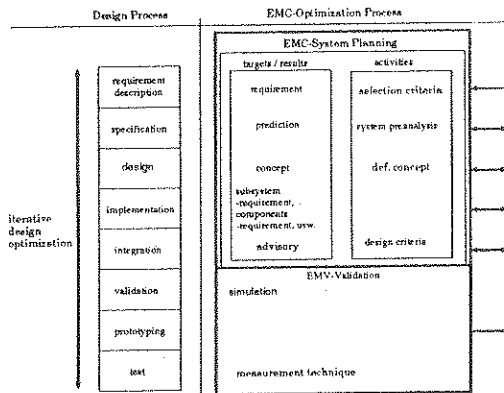 Design Process
EMC-Optimization Process
EMC-System Planning
targets / results
activities
requirement
description
specification
design
implementation
integration
validation
prototyping
test
iterative
design
optimization
requirement
prediction
concept
subsystem
-requirement, .
components
-requirement, usw.
advisory
selection criteria
system preanalysis
def. concept
design criteria
EMV-Validation
simulation
measurement technique